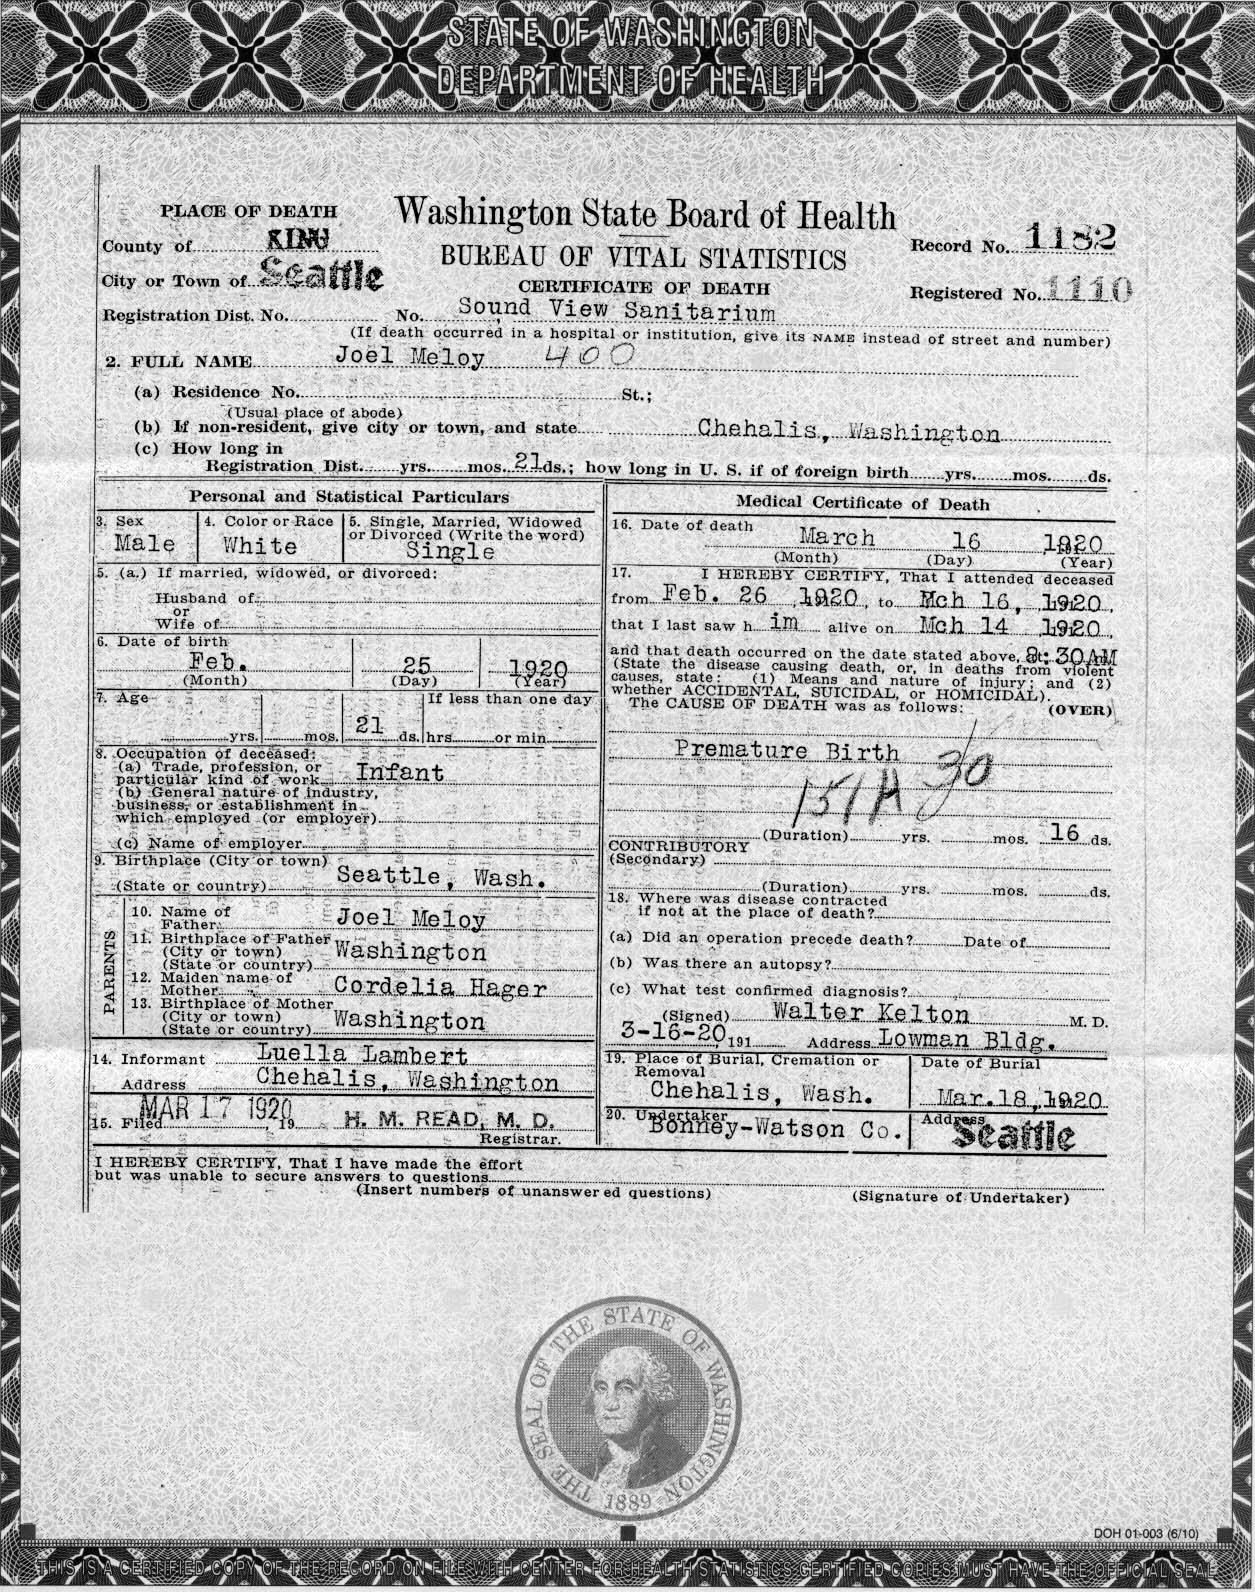 STATE OF WASHINGTON
DEPARTMENT OF HEALTH
PLACE OF DEATH
Washington State Board of Health
County of KING
BUREAU OF VITAL STATISTICS
Record No. 1182
City or Town of Seattle
CERTIFICATE OF DEATH
Registered No. 1110
Registration Dist. No. No. Sound View Sanitarium
(If death occurred in a hospital or institution, give its NAME instead of street and number)
2. FULL NAME Joel Meloy 400
(a) Residence No. St.;
(Usual place of abode)
(b) If non-resident, give city or town, and state Chehalis, Washington
(c) How long in
Registration Dist. yrs. mos. 21 ds.; how long in U. S. if of foreign birth yrs. mos. ds.
Personal and Statistical Particulars
3. Sex Male
4. Color or Race White
5. Single, Married, Widowed
or Divorced (Write the word)
Single
5. (a.) If married, widowed, or divorced:
Husband of
or
Wife of
6. Date of birth
Feb. 25 1920
(Month) (Day) (Year)
7. Age If less than one day
yrs. mos. 21 ds. hrs. or min
8. Occupation of deceased:
(a) Trade, profession, or
particular kind of work Infant
(b) General nature of industry,
business, or establishment in
which employed (or employer)
(c) Name of employer
9. Birthplace (City or town)
(State or country) Seattle, Wash.
PARENTS
10. Name of
Father Joel Meloy
11. Birthplace of Father
(City or town) Washington
(State or country)
12. Maiden name of
Mother Cordelia Hager
13. Birthplace of Mother
(City or town) Washington
(State or country)
14. Informant Luella Lambert
Address Chehalis, Washington
15. Filed MAR 17 1920, 19 H. M. READ, M. D.
Registrar.
Medical Certificate of Death
16. Date of death March 16 1920
(Month) (Day) (Year)
17. I HEREBY CERTIFY, That I attended deceased
from Feb. 26, 1920, to Mch 16, 1920,
that I last saw h im alive on Mch 14 1920,
and that death occurred on the date stated above, at 8:30AM
(State the disease causing death, or, in deaths from violent
causes, state: (1) Means and nature of injury; and (2)
whether ACCIDENTAL, SUICIDAL, or HOMICIDAL).
The CAUSE OF DEATH was as follows: (OVER)
Premature Birth
151A 30
(Duration) yrs. mos. 16 ds.
CONTRIBUTORY
(Secondary)
(Duration) yrs. mos. ds.
18. Where was disease contracted
if not at the place of death?
(a) Did an operation precede death? Date of
(b) Was there an autopsy?
(c) What test confirmed diagnosis?
(Signed) Walter Kelton M. D.
3-16-20 191 Address Lowman Bldg.
19. Place of Burial, Cremation or
Removal
Chehalis, Wash.
Date of Burial
Mar.18,1920
20. Undertaker
Bonney-Watson Co.
Address
Seattle
I HEREBY CERTIFY, That I have made the effort
but was unable to secure answers to questions
(Insert numbers of unanswered questions) (Signature of Undertaker)
THE SEAL OF THE STATE OF WASHINGTON
1889
DOH 01-003 (6/10)
THIS IS A CERTIFIED COPY OF THE RECORD ON FILE WITH CENTER FOR HEALTH STATISTICS CERTIFIED COPIES MUST HAVE THE OFFICIAL SEAL